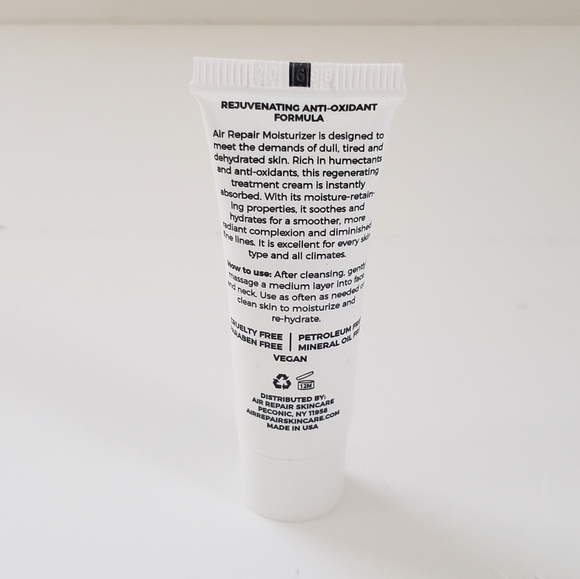 REJUVENATING ANTI-OXIDANT
FORMULA
Air Repair Moisturizer is designed to
meet the demands of dull, tired and
dehydrated skin. Rich in humectants
and anti-oxidants, this regenerating
treatment cream is instantly
absorbed. With its moisture-retain-
ing properties, it soothes and
hydrates for a smoother, more
radiant complexion and diminished
fine lines. It is excellent for every skin
type and all climates.
How to use: After cleansing, gently
massage a medium layer into face
and neck. Use as often as needed on
clean skin to moisturize and
re-hydrate.
CRUELTY FREE | PETROLEUM FREE
PARABEN FREE | MINERAL OIL FREE
VEGAN
12M
DISTRIBUTED BY:
AIR REPAIR SKINCARE
PECONIC, NY 11958
AIRREPAIRSKINCARE.COM
MADE IN USA